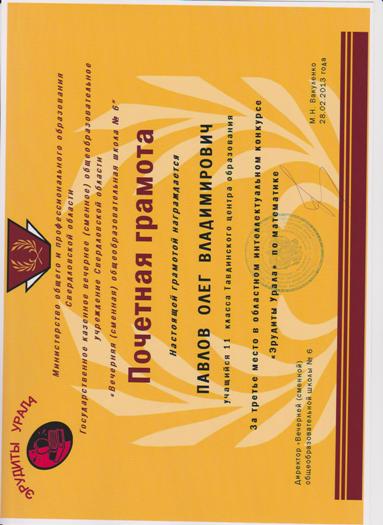 ЭРУДИТЫ УРАЛА
Министерство общего и профессионального образования
Свердловской области
Государственное казенное вечернее (сменное) общеобразовательное
учреждение Свердловской области
«Вечерняя (сменная) общеобразовательная школа № 6»
Почетная грамота
Настоящей грамотой награждается
ПАВЛОВ ОЛЕГ ВЛАДИМИРОВИЧ
учащийся 11 класса Тавдинского центра образования
За третье место в областном интеллектуальном конкурсе
«Эрудиты Урала» по математике
Директор «Вечерней (сменной)
общеобразовательной школы № 6
М.Н. Вакуленко
28.02.2013 года